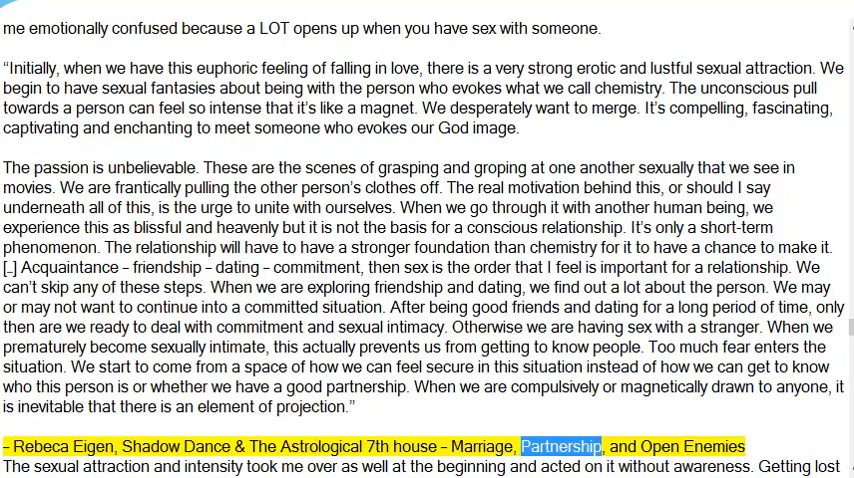 me emotionally confused because a LOT opens up when you have sex with someone.
“Initially, when we have this euphoric feeling of falling in love, there is a very strong erotic and lustful sexual attraction. We
begin to have sexual fantasies about being with the person who evokes what we call chemistry. The unconscious pull
towards a person can feel so intense that it’s like a magnet. We desperately want to merge. It’s compelling, fascinating,
captivating and enchanting to meet someone who evokes our God image.
The passion is unbelievable. These are the scenes of grasping and groping at one another sexually that we see in
movies. We are frantically pulling the other person’s clothes off. The real motivation behind this, or should I say
underneath all of this, is the urge to unite with ourselves. When we go through it with another human being, we
experience this as blissful and heavenly but it is not the basis for a conscious relationship. It’s only a short-term
phenomenon. The relationship will have to have a stronger foundation than chemistry for it to have a chance to make it.
[..] Acquaintance – friendship – dating – commitment, then sex is the order that I feel is important for a relationship. We
can’t skip any of these steps. When we are exploring friendship and dating, we find out a lot about the person. We may
or may not want to continue into a committed situation. After being good friends and dating for a long period of time, only
then are we ready to deal with commitment and sexual intimacy. Otherwise we are having sex with a stranger. When we
prematurely become sexually intimate, this actually prevents us from getting to know people. Too much fear enters the
situation. We start to come from a space of how we can feel secure in this situation instead of how we can get to know
who this person is or whether we have a good partnership. When we are compulsively or magnetically drawn to anyone, it
is inevitable that there is an element of projection.”
– Rebeca Eigen, Shadow Dance & The Astrological 7th house – Marriage, Partnership, and Open Enemies
The sexual attraction and intensity took me over as well at the beginning and acted on it without awareness. Getting lost